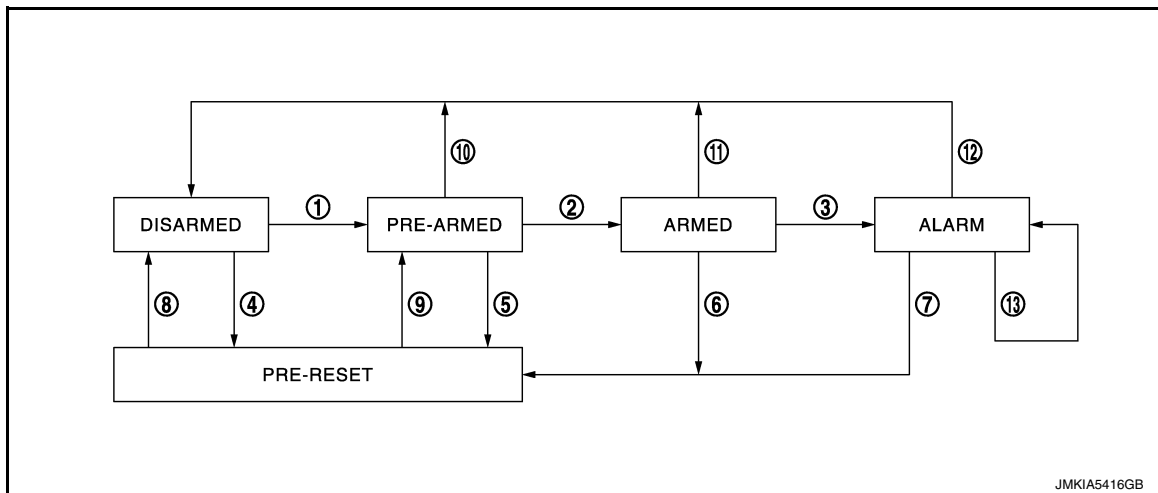 ⑩ ⑪ ⑫
① ② ③
DISARMED PRE-ARMED ARMED ALARM
⑧ ④ ⑨ ⑤ ⑥ ⑦ ⑬
PRE-RESET
JMKIA5416GB